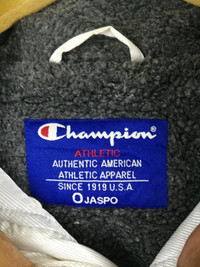 Champion®
ATHLETIC
AUTHENTIC AMERICAN
ATHLETIC APPAREL
SINCE 1919 U.S.A.
O JASPO